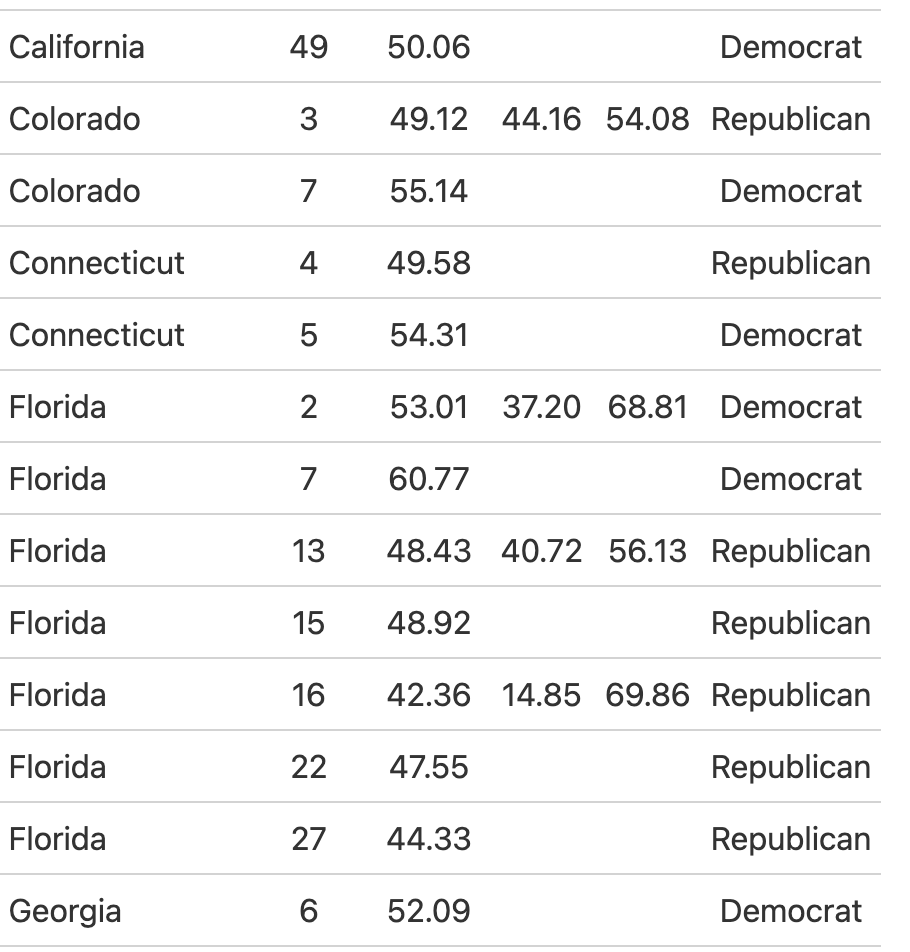 California 49 50.06 Democrat
Colorado 3 49.12 44.16 54.08 Republican
Colorado 7 55.14 Democrat
Connecticut 4 49.58 Republican
Connecticut 5 54.31 Democrat
Florida 2 53.01 37.20 68.81 Democrat
Florida 7 60.77 Democrat
Florida 13 48.43 40.72 56.13 Republican
Florida 15 48.92 Republican
Florida 16 42.36 14.85 69.86 Republican
Florida 22 47.55 Republican
Florida 27 44.33 Republican
Georgia 6 52.09 Democrat